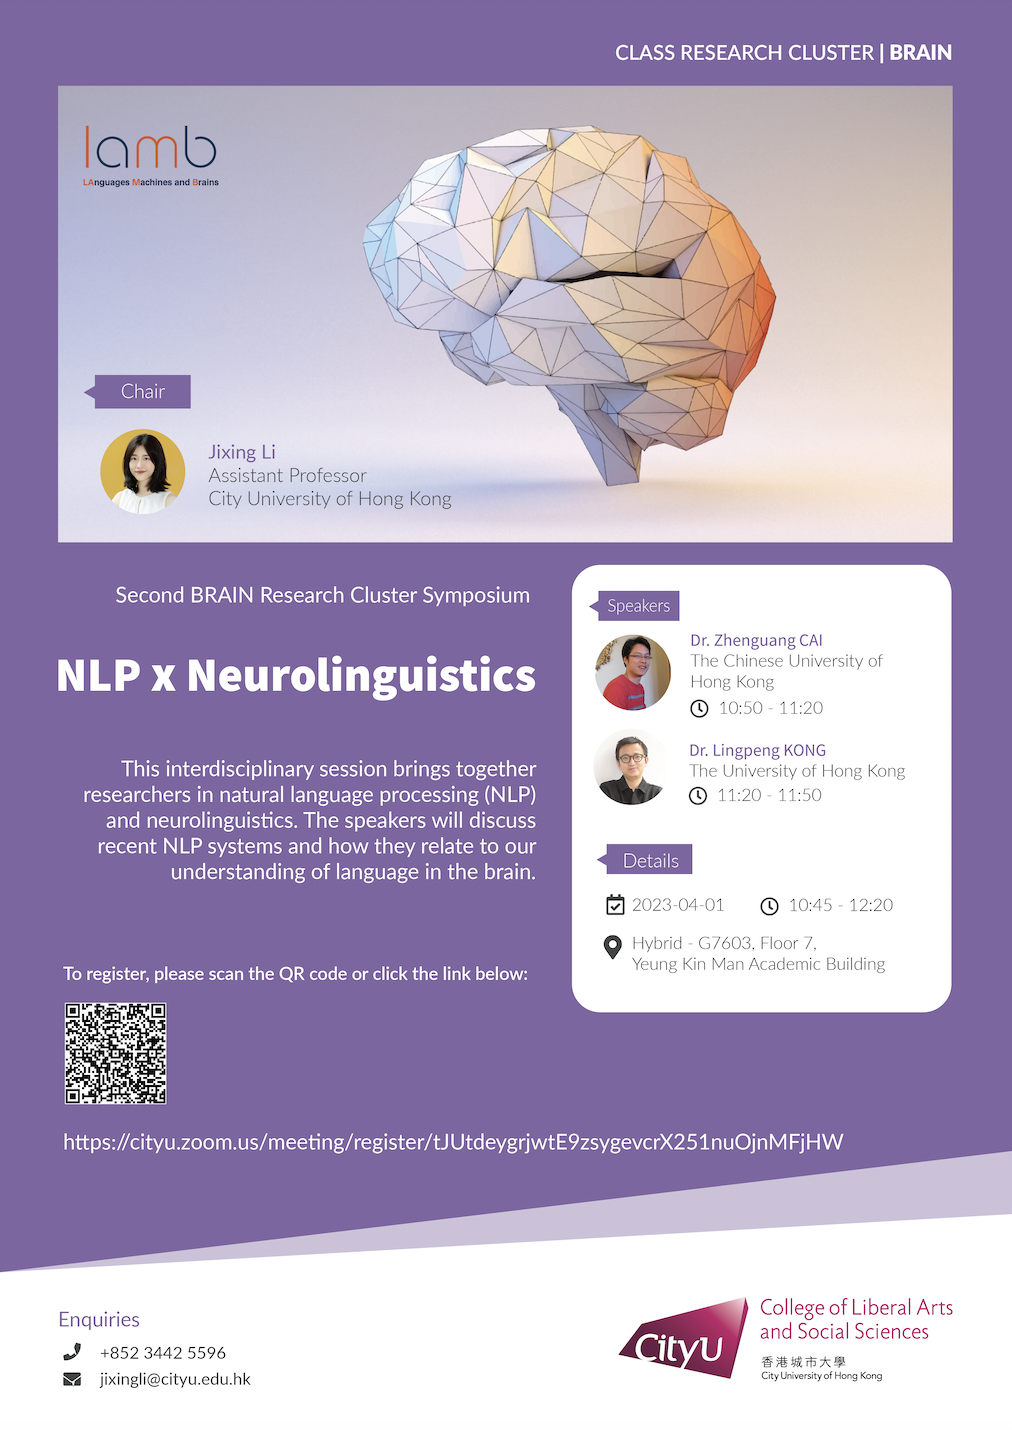 CLASS RESEARCH CLUSTER | BRAIN
lamb
LAnguages Machines and Brains
Chair
Jixing Li
Assistant Professor
City University of Hong Kong
Second BRAIN Research Cluster Symposium
NLP x Neurolinguistics
This interdisciplinary session brings together
researchers in natural language processing (NLP)
and neurolinguistics. The speakers will discuss
recent NLP systems and how they relate to our
understanding of language in the brain.
To register, please scan the QR code or click the link below:
https://cityu.zoom.us/meeting/register/tJUtdeygrjwtE9zsygevcrX251nuOjnMFjHW
Speakers
Dr. Zhenguang CAI
The Chinese University of
Hong Kong
10:50 - 11:20
Dr. Lingpeng KONG
The University of Hong Kong
11:20 - 11:50
Details
2023-04-01 10:45 - 12:20
Hybrid - G7603, Floor 7,
Yeung Kin Man Academic Building
Enquiries
+852 3442 5596
jixingli@cityu.edu.hk
CityU
College of Liberal Arts
and Social Sciences
香港城市大學
City University of Hong Kong